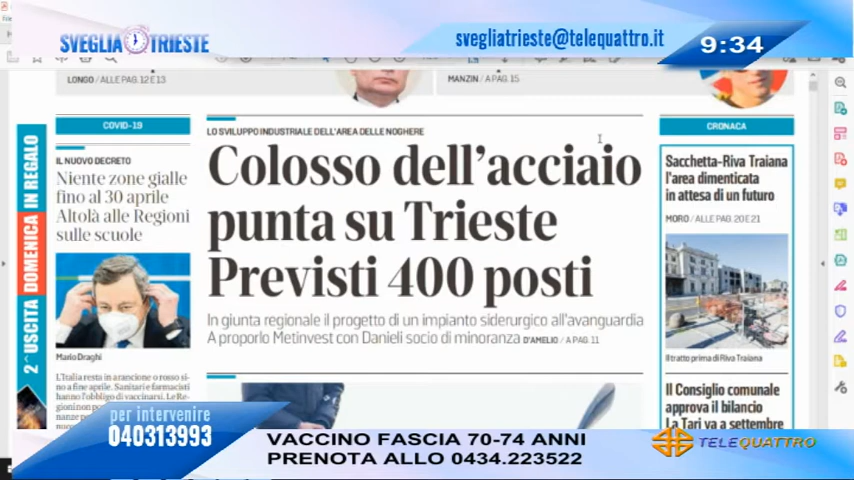 SVEGLIA TRIESTE
svegliatrieste@telequattro.it
9:34
LONGO / ALLE PAG. 12 E 13
MANZIN / A PAG. 15
2^ USCITA DOMENICA IN REGALO
COVID-19
IL NUOVO DECRETO
Niente zone gialle
fino al 30 aprile
Altolà alle Regioni
sulle scuole
Mario Draghi
L'Italia resta in arancione o rosso si-
no a fine aprile. Sanitari e farmacisti
hanno l'obbligo di vaccinarsi. Le Re-
gioni non po
LO SVILUPPO INDUSTRIALE DELL'AREA DELLE NOGHERE
Colosso dell'acciaio
punta su Trieste
Previsti 400 posti
In giunta regionale il progetto di un impianto siderurgico all'avanguardia
A proporlo Metinvest con Danieli socio di minoranza D'AMELIO / A PAG. 11
CRONACA
Sacchetta-Riva Traiana
l'area dimenticata
in attesa di un futuro
MORO / ALLE PAG. 20 E 21
Il tratto prima di Riva Traiana
Il Consiglio comunale
approva il bilancio
La Tari va a settembre
per intervenire
040313993
VACCINO FASCIA 70-74 ANNI
PRENOTA ALLO 0434.223522
TELEQUATTRO